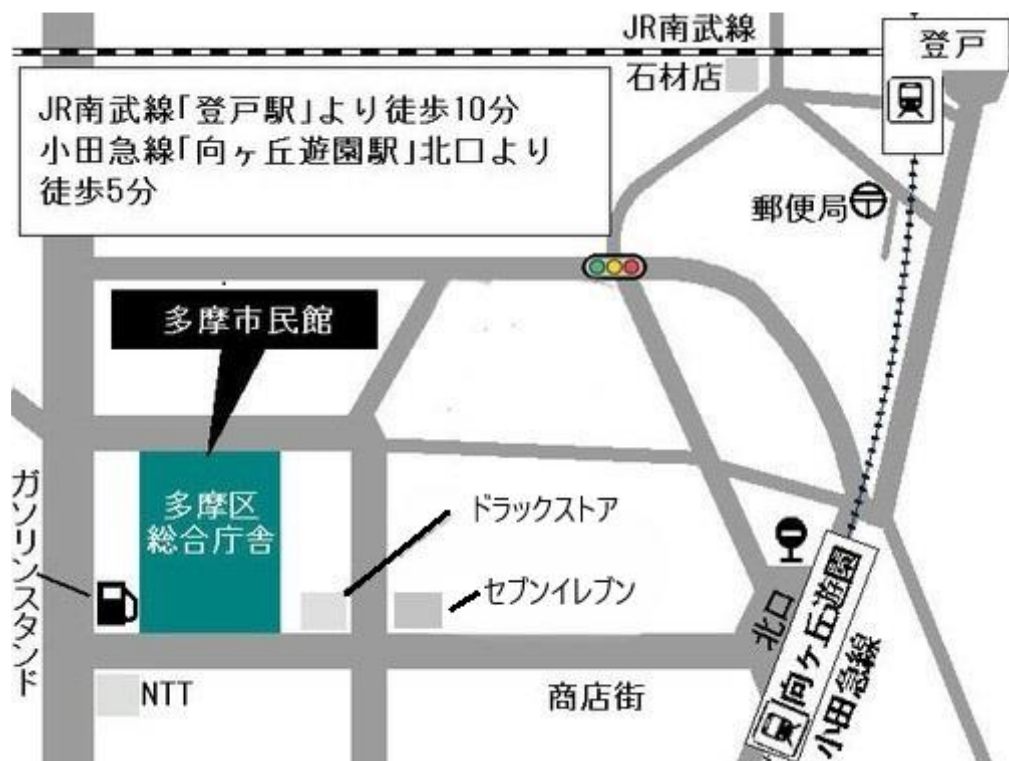 JR南武線
登戸
石材店
JR南武線「登戸駅」より徒歩10分
小田急線「向ヶ丘遊園駅」北口より
徒歩5分
郵便局
多摩市民館
多摩区
総合庁舎
ガソリンスタンド
ドラックストア
セブンイレブン
北口
向ヶ丘遊園
小田急線
NTT
商店街